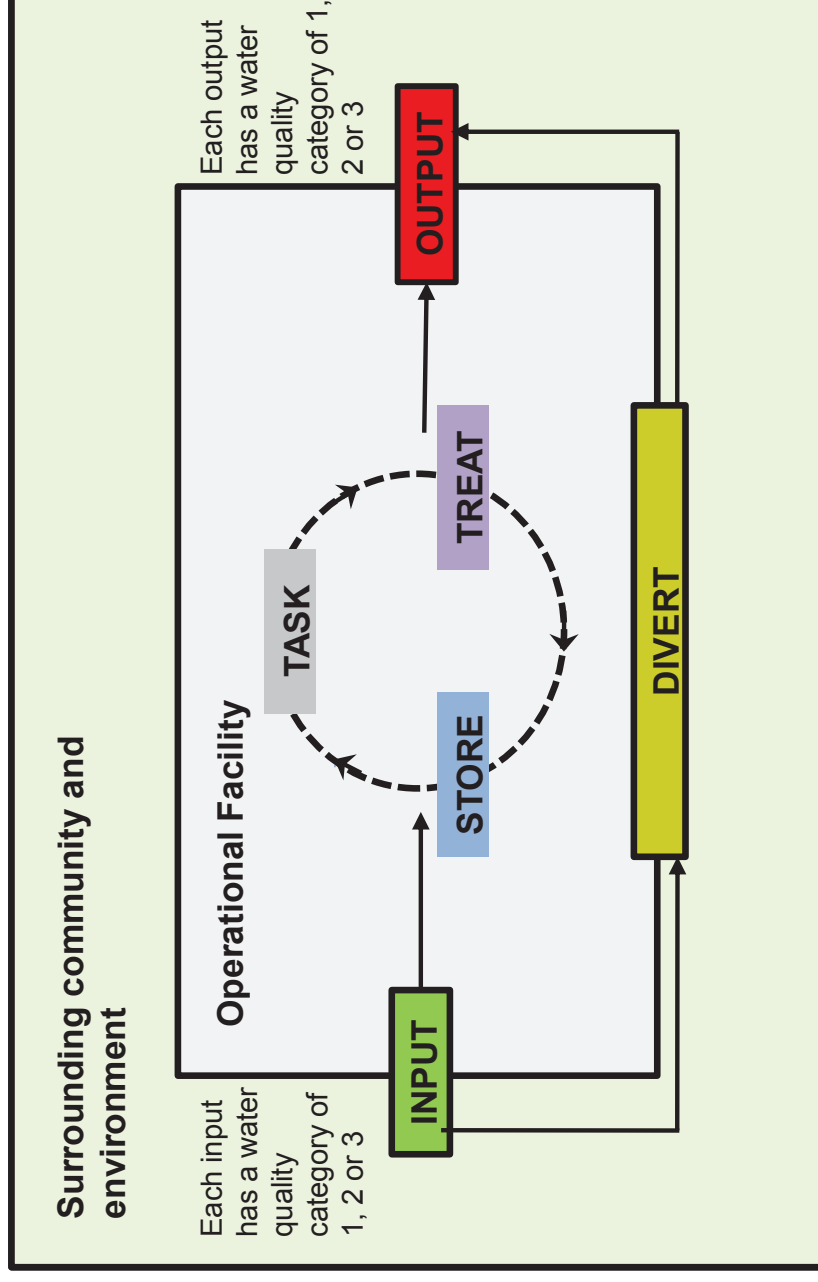 Surrounding community and
environment
Each input
has a water
quality
category of
1, 2 or 3
Operational Facility
INPUT
STORE
TASK
TREAT
DIVERT
OUTPUT
Each output
has a water
quality
category of 1,
2 or 3